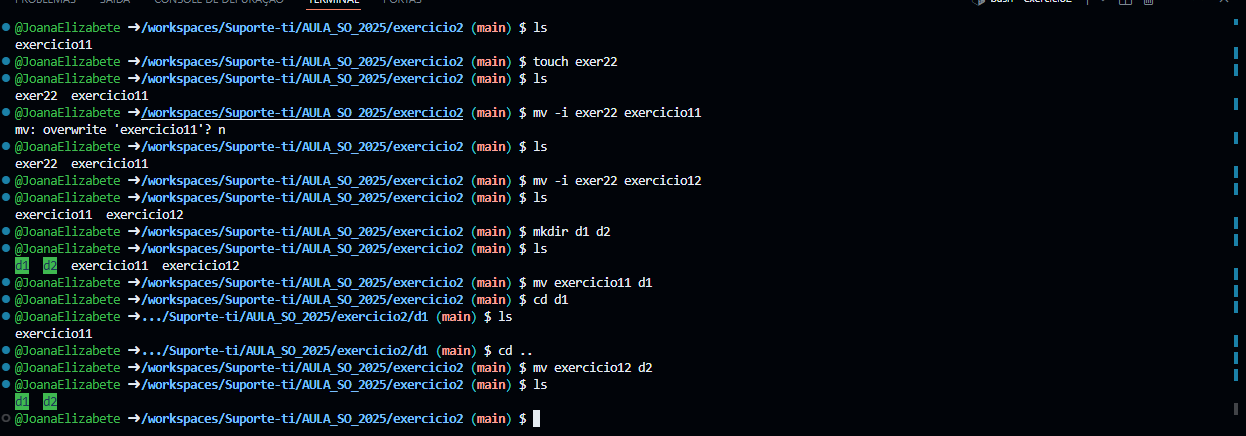 PROBLEMAS SAÍDA CONSOLE DE DEPURAÇÃO TERMINAL PORTAS bash - exercicio2
@JoanaElizabete ➜/workspaces/Suporte-ti/AULA_SO_2025/exercicio2 (main) $ ls
exercicio11
@JoanaElizabete ➜/workspaces/Suporte-ti/AULA_SO_2025/exercicio2 (main) $ touch exer22
@JoanaElizabete ➜/workspaces/Suporte-ti/AULA_SO_2025/exercicio2 (main) $ ls
exer22  exercicio11
@JoanaElizabete ➜/workspaces/Suporte-ti/AULA_SO_2025/exercicio2 (main) $ mv -i exer22 exercicio11
mv: overwrite 'exercicio11'? n
@JoanaElizabete ➜/workspaces/Suporte-ti/AULA_SO_2025/exercicio2 (main) $ ls
exer22  exercicio11
@JoanaElizabete ➜/workspaces/Suporte-ti/AULA_SO_2025/exercicio2 (main) $ mv -i exer22 exercicio12
@JoanaElizabete ➜/workspaces/Suporte-ti/AULA_SO_2025/exercicio2 (main) $ ls
exercicio11  exercicio12
@JoanaElizabete ➜/workspaces/Suporte-ti/AULA_SO_2025/exercicio2 (main) $ mkdir d1 d2
@JoanaElizabete ➜/workspaces/Suporte-ti/AULA_SO_2025/exercicio2 (main) $ ls
d1  d2  exercicio11  exercicio12
@JoanaElizabete ➜/workspaces/Suporte-ti/AULA_SO_2025/exercicio2 (main) $ mv exercicio11 d1
@JoanaElizabete ➜/workspaces/Suporte-ti/AULA_SO_2025/exercicio2 (main) $ cd d1
@JoanaElizabete ➜.../Suporte-ti/AULA_SO_2025/exercicio2/d1 (main) $ ls
exercicio11
@JoanaElizabete ➜.../Suporte-ti/AULA_SO_2025/exercicio2/d1 (main) $ cd ..
@JoanaElizabete ➜/workspaces/Suporte-ti/AULA_SO_2025/exercicio2 (main) $ mv exercicio12 d2
@JoanaElizabete ➜/workspaces/Suporte-ti/AULA_SO_2025/exercicio2 (main) $ ls
d1  d2
@JoanaElizabete ➜/workspaces/Suporte-ti/AULA_SO_2025/exercicio2 (main) $